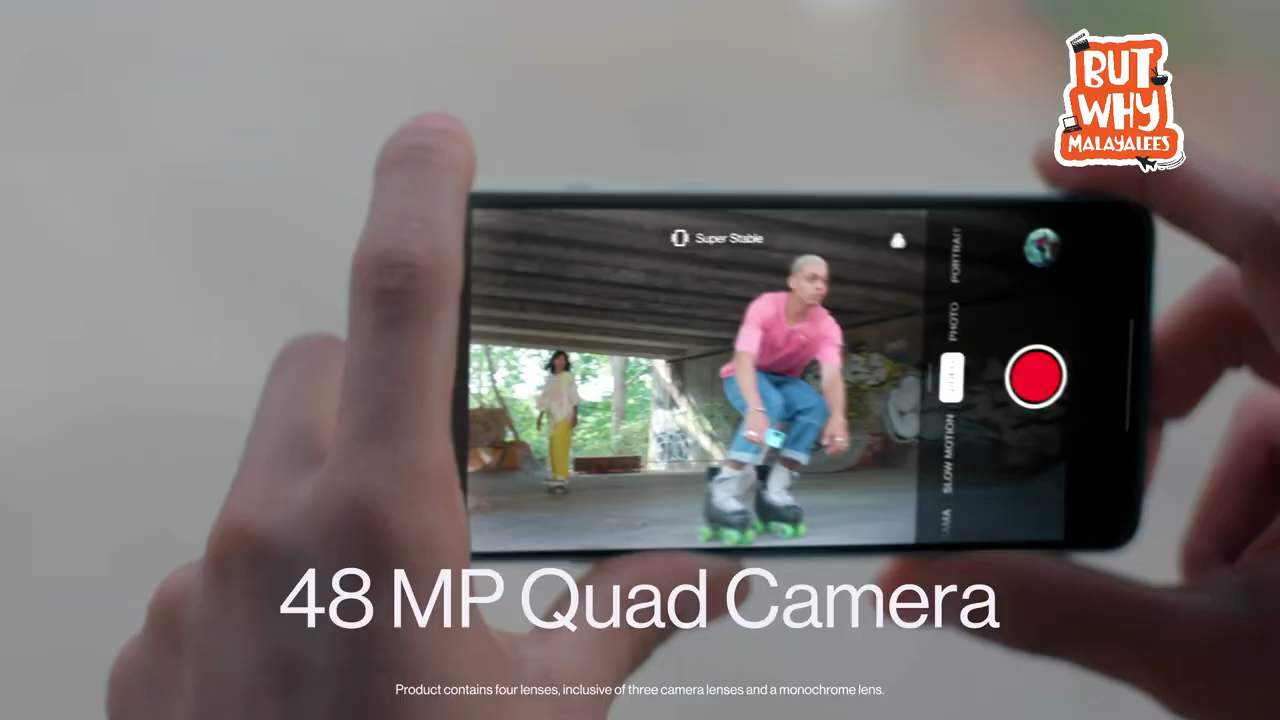 BUT
WHY
MALAYALEES
Super Stable
PORTRAIT
PHOTO
SLOW MOTION
48 MP Quad Camera
Product contains four lenses, inclusive of three camera lenses and a monochrome lens.